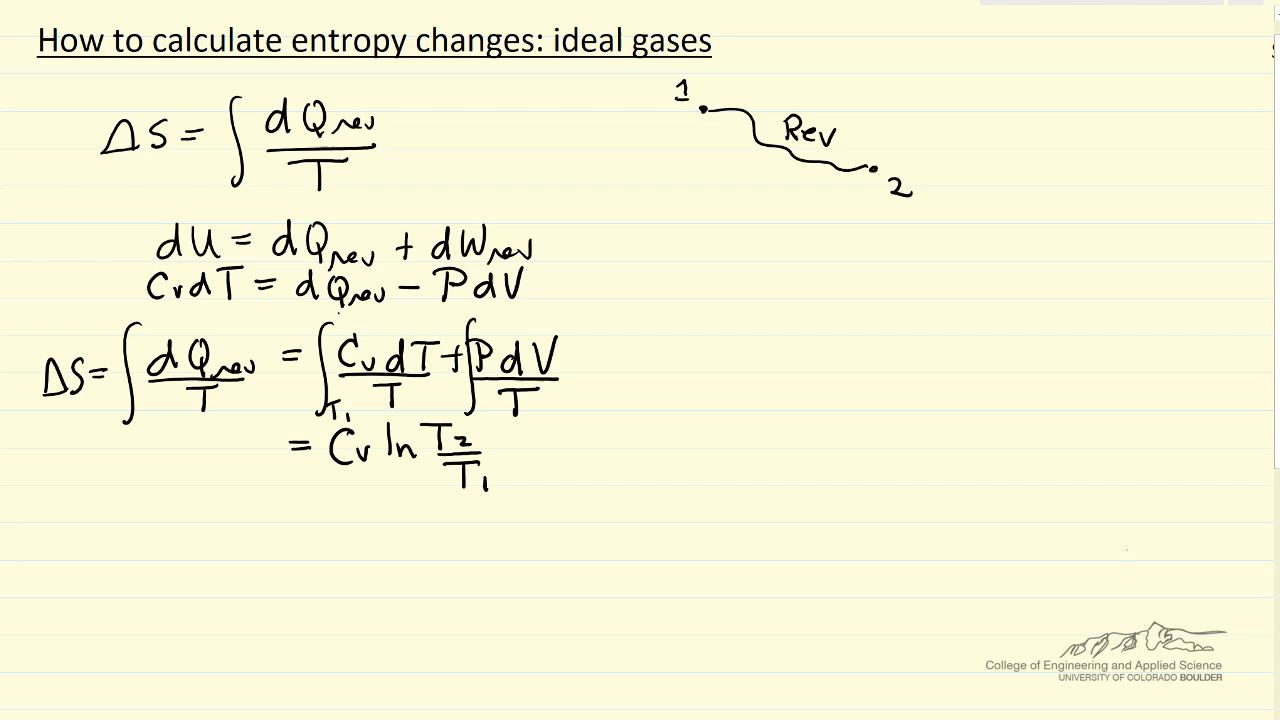 How to calculate entropy changes: ideal gases
1
ΔS = ∫ dQrev / T
Rev
2
dU = dQrev + dWrev
CvdT = dQrev − PdV
ΔS = ∫ dQrev / T = ∫T1 CvdT / T + ∫ PdV / T
= Cv ln T2 / T1
College of Engineering and Applied Science
UNIVERSITY OF COLORADO BOULDER